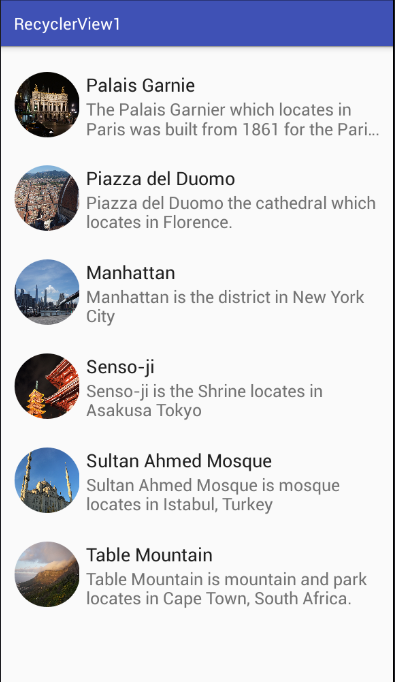 RecyclerView1
Palais Garnie
The Palais Garnier which locates in
Paris was built from 1861 for the Pari...
Piazza del Duomo
Piazza del Duomo the cathedral which
locates in Florence.
Manhattan
Manhattan is the district in New York
City
Senso-ji
Senso-ji is the Shrine locates in
Asakusa Tokyo
Sultan Ahmed Mosque
Sultan Ahmed Mosque is mosque
locates in Istabul, Turkey
Table Mountain
Table Mountain is mountain and park
locates in Cape Town, South Africa.